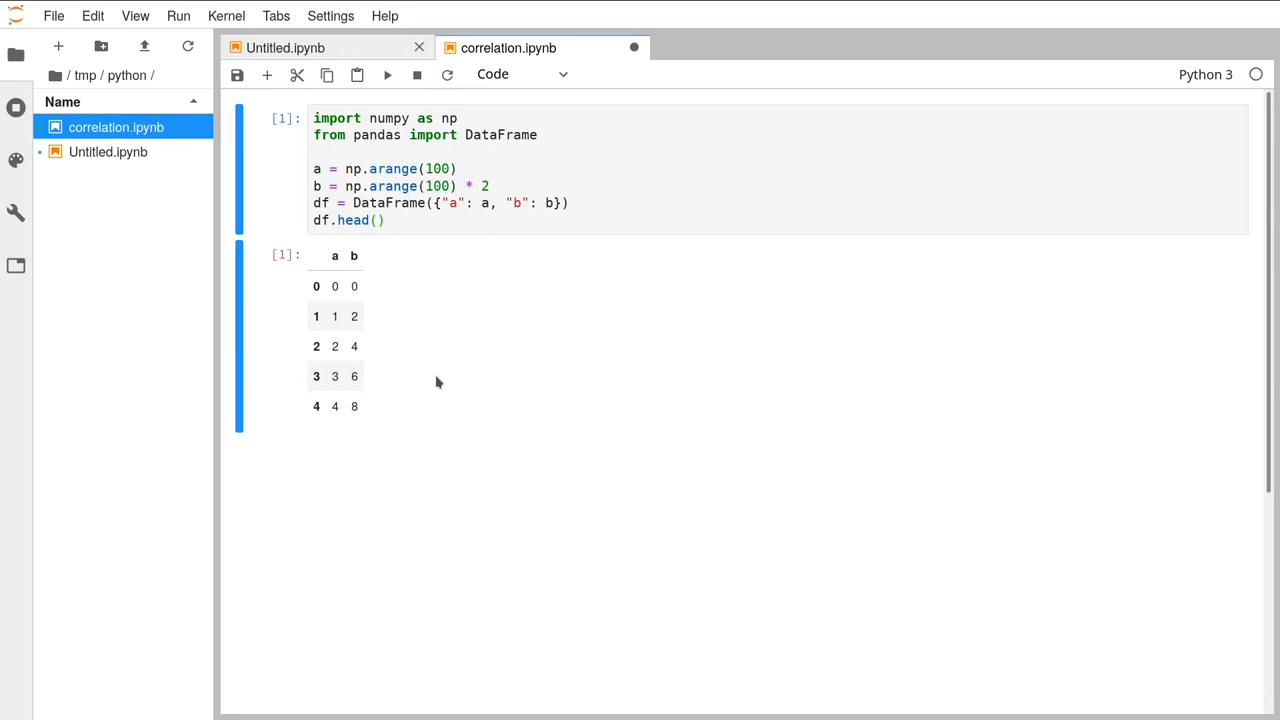 File Edit View Run Kernel Tabs Settings Help
Untitled.ipynb correlation.ipynb
/ tmp / python /
Code Python 3
Name
correlation.ipynb
Untitled.ipynb
[1]: import numpy as np
from pandas import DataFrame
a = np.arange(100)
b = np.arange(100) * 2
df = DataFrame({"a": a, "b": b})
df.head()
[1]: a b
0 0 0
1 1 2
2 2 4
3 3 6
4 4 8